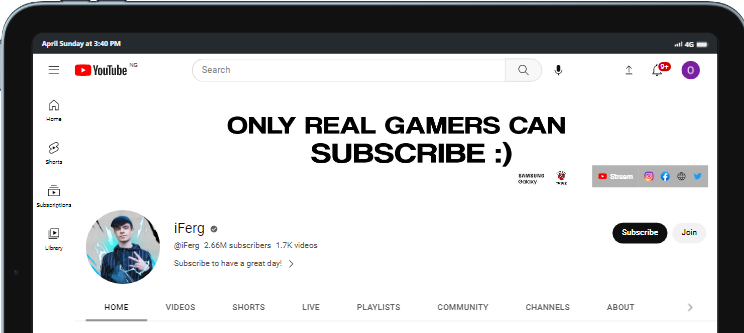 April Sunday at 3:40 PM
4G
YouTube NG
Search
9+
O
Home
Shorts
Subscriptions
Library
ONLY REAL GAMERS CAN
SUBSCRIBE :)
SAMSUNG
Galaxy
Stream
iFerg
@iFerg 2.66M subscribers 1.7K videos
Subscribe to have a great day!
Subscribe
Join
HOME VIDEOS SHORTS LIVE PLAYLISTS COMMUNITY CHANNELS ABOUT